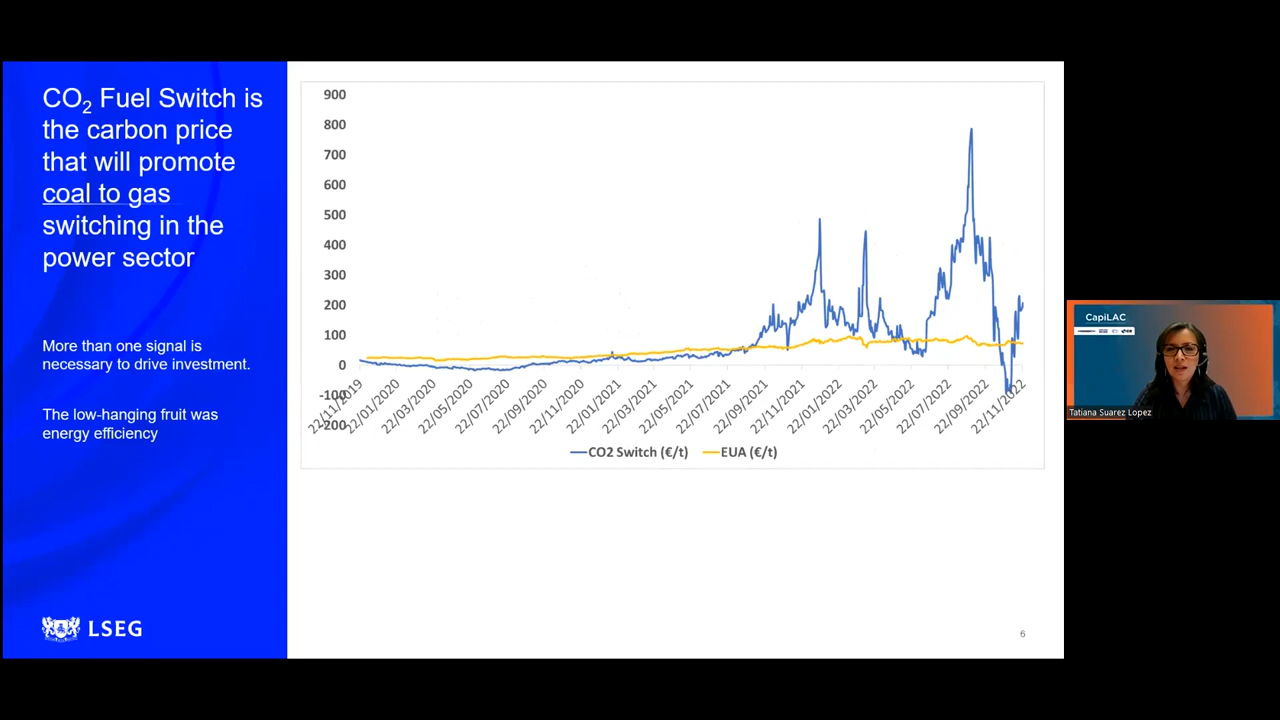 CO2 Fuel Switch is
the carbon price
that will promote
coal to gas
switching in the
power sector
More than one signal is
necessary to drive investment.
The low-hanging fruit was
energy efficiency
LSEG
900
800
700
600
500
400
300
200
100
0
-100
-200
22/11/2019
22/01/2020
22/03/2020
22/05/2020
22/07/2020
22/09/2020
22/11/2020
22/01/2021
22/03/2021
22/05/2021
22/07/2021
22/09/2021
22/11/2021
22/01/2022
22/03/2022
22/05/2022
22/07/2022
22/09/2022
22/11/2022
CO2 Switch (€/t)
EUA (€/t)
6
CapiLAC
Tatiana Suarez Lopez